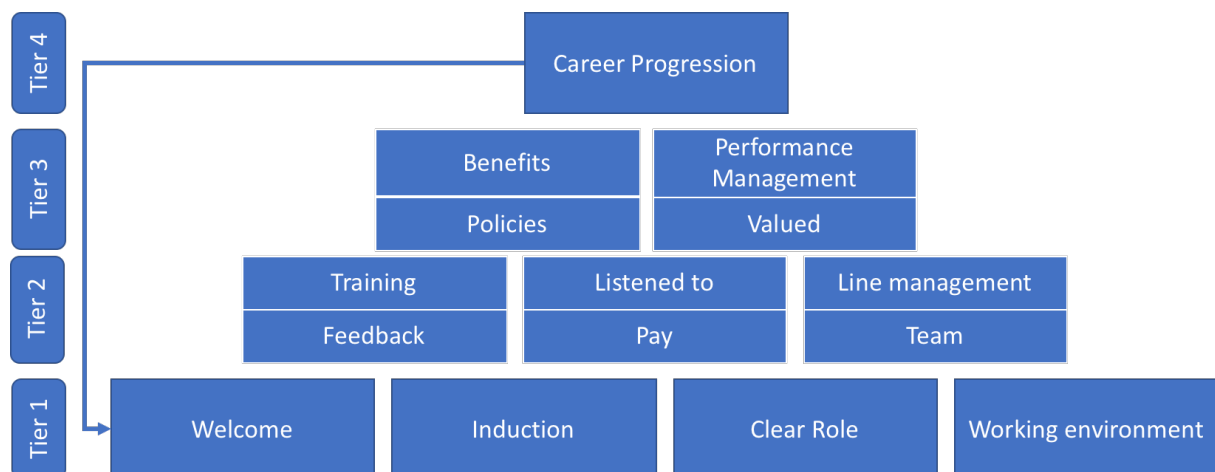 Tier 4
Career Progression
Tier 3
Benefits
Performance
Management
Policies
Valued
Tier 2
Training
Listened to
Line management
Feedback
Pay
Team
Tier 1
Welcome
Induction
Clear Role
Working environment